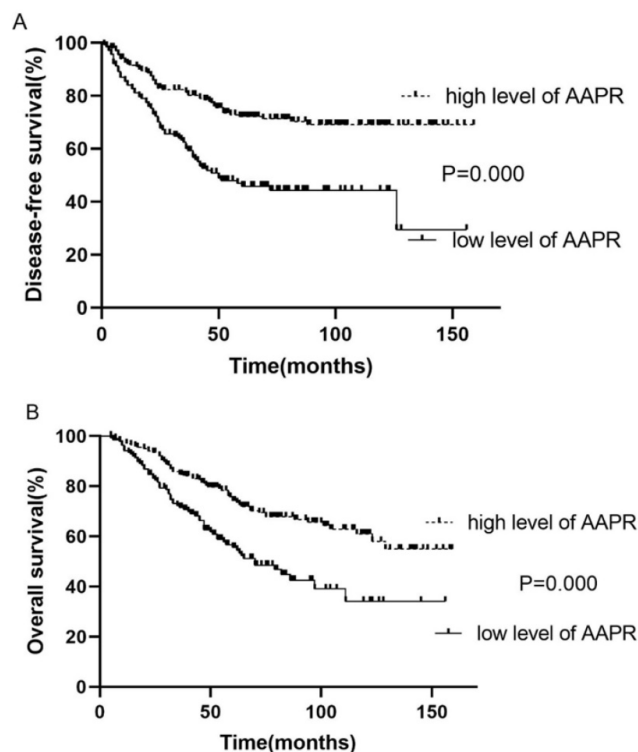 A
Disease-free survival(%)
100
80
60
40
20
0
high level of AAPR
P=0.000
low level of AAPR
0 50 100 150
Time(months)
B
Overall survival(%)
100
80
60
40
20
0
high level of AAPR
P=0.000
low level of AAPR
0 50 100 150
Time(months)